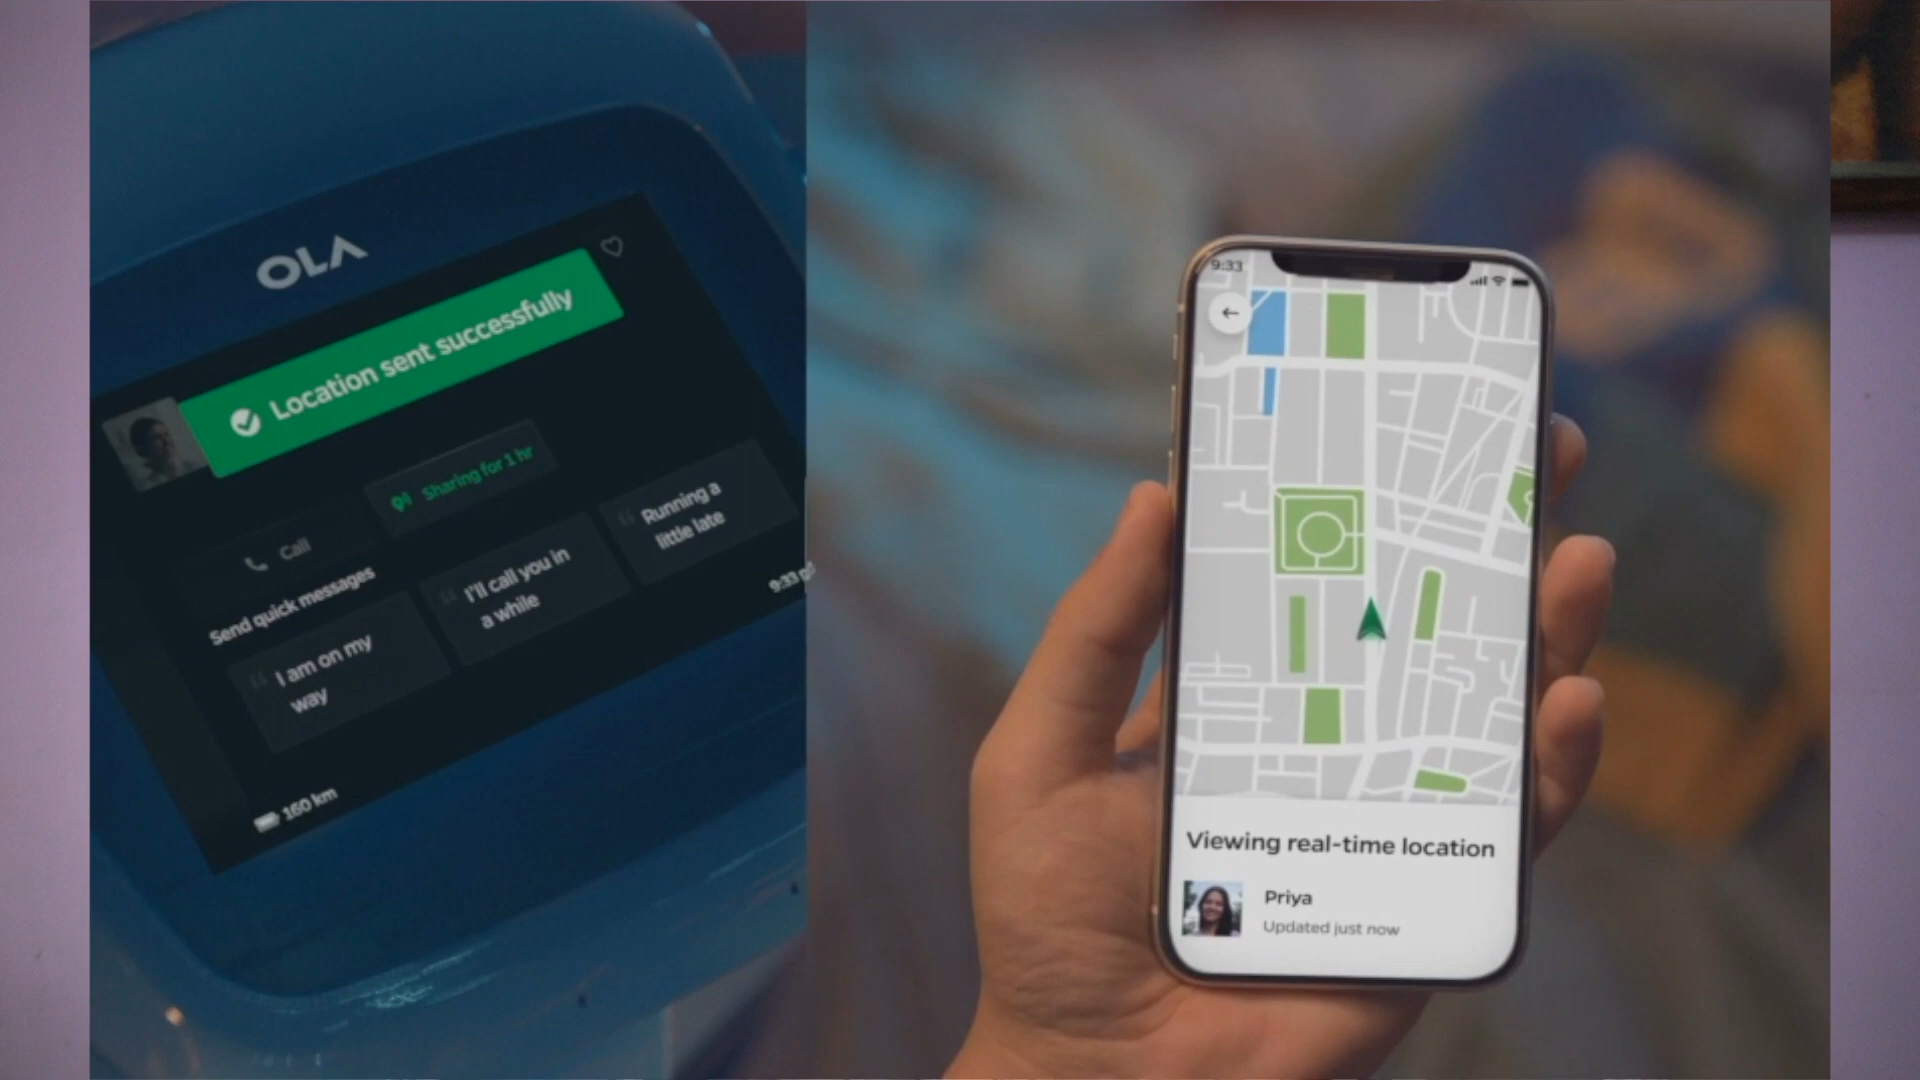 OLA
Location sent successfully
Call
Sharing for 1 hr
Send quick messages
I am on my
way
I'll call you in
a while
Running a
little late
160 km
9:33
9:33
Viewing real-time location
Priya
Updated just now